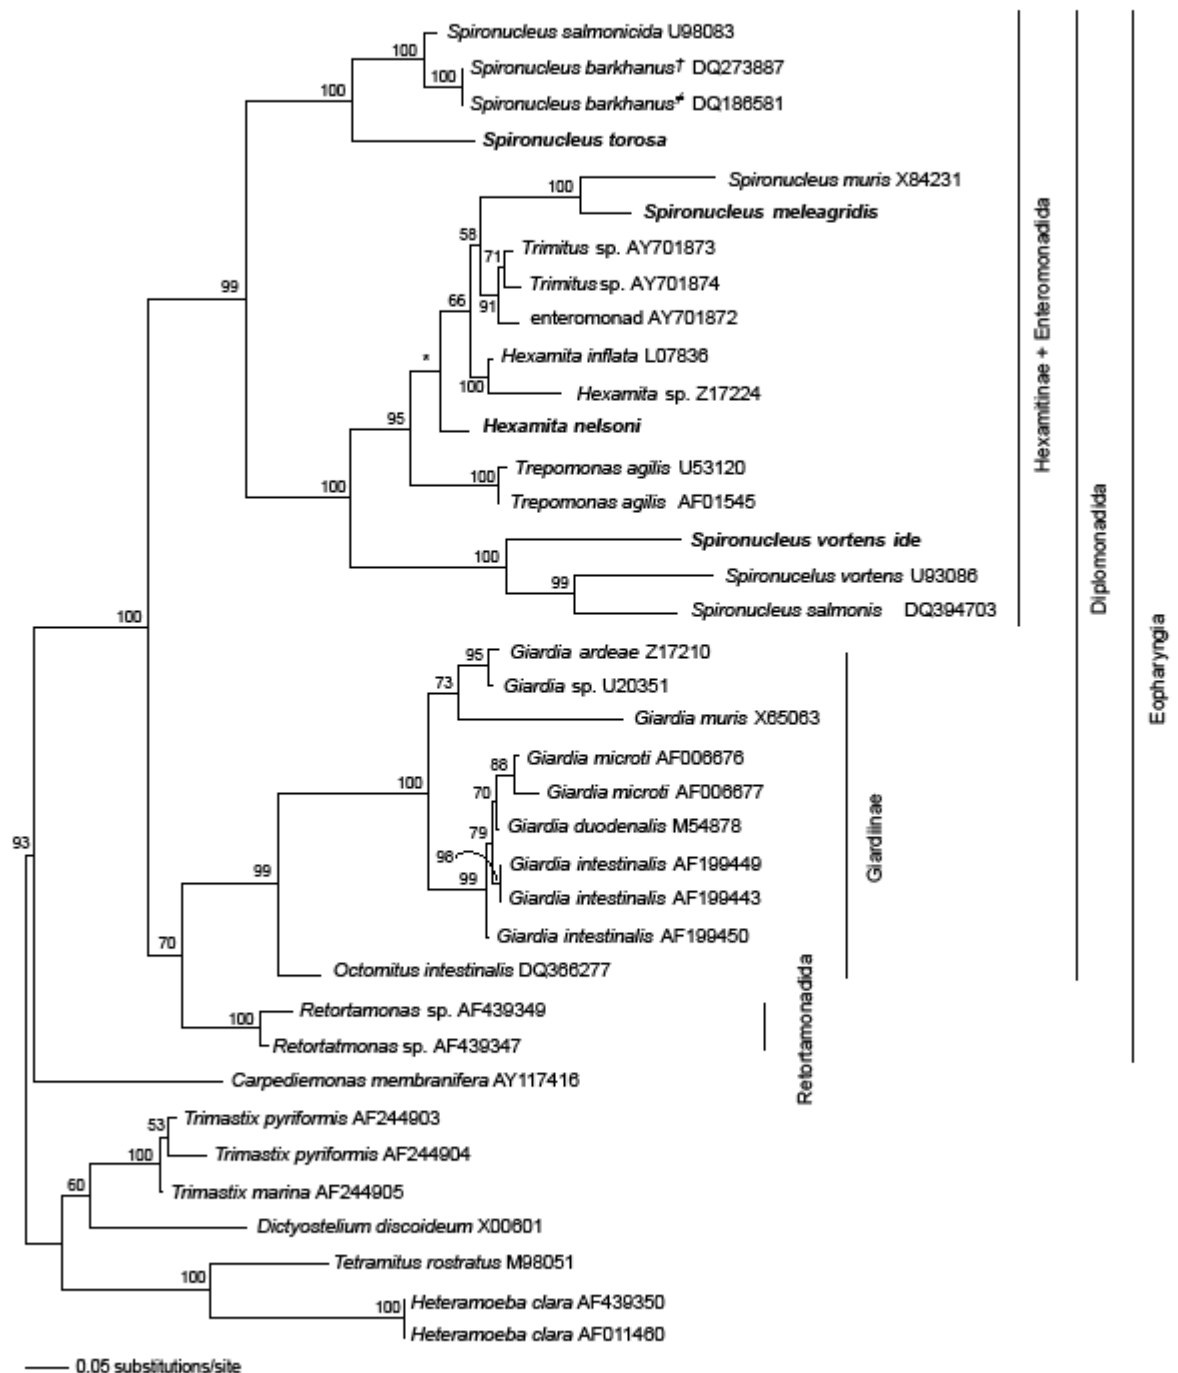 Spironucleus salmonicida U98083
100
Spironucleus barkhanus† DQ273887
100
Spironucleus barkhanus≠ DQ186581
100
Spironucleus torosa
Spironucleus muris X84231
100
Spironucleus meleagridis
58
Trimitus sp. AY701873
71
Trimitus sp. AY701874
91
enteromonad AY701872
99
66
Hexamita inflata L07836
*
100
Hexamita sp. Z17224
95
Hexamita nelsoni
Trepomonas agilis U53120
100
100
Trepomonas agilis AF01545
Spironucleus vortens ide
100
Spironucelus vortens U93086
99
Spironucleus salmonis DQ394703
Hexamitinae + Enteromonadida
Diplomonadida
Eopharyngia
100
Giardia ardeae Z17210
95
Giardia sp. U20351
73
Giardia muris X65063
Giardia microti AF006676
88
100
Giardia microti AF006677
70
Giardia duodenalis M54878
79
Giardia intestinalis AF199449
98
99
Giardia intestinalis AF199443
Giardia intestinalis AF199450
Giardiinae
93
99
70
Octomitus intestinalis DQ366277
Retortamonas sp. AF439349
100
Retortatmonas sp. AF439347
Retortamonadida
Carpediemonas membranifera AY117416
Trimastix pyriformis AF244903
53
Trimastix pyriformis AF244904
100
Trimastix marina AF244905
60
Dictyostelium discoideum X00601
Tetramitus rostratus M98051
100
Heteramoeba clara AF439350
100
Heteramoeba clara AF011460
0.05 substitutions/site